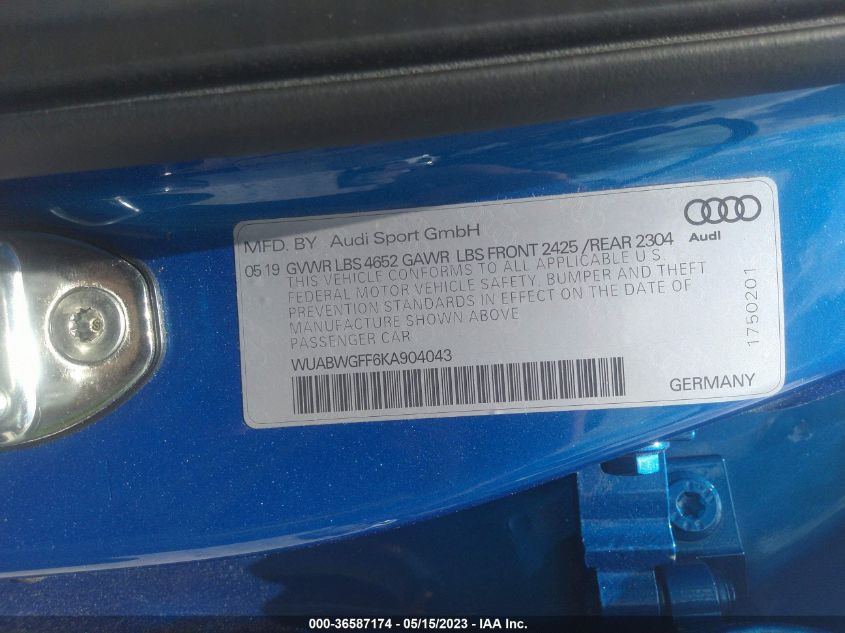 MFD. BY Audi Sport GmbH
Audi
05 19 GVWR LBS 4652 GAWR LBS FRONT 2425 /REAR 2304
THIS VEHICLE CONFORMS TO ALL APPLICABLE U.S.
FEDERAL MOTOR VEHICLE SAFETY, BUMPER AND THEFT
PREVENTION STANDARDS IN EFFECT ON THE DATE OF
MANUFACTURE SHOWN ABOVE
PASSENGER CAR
1750201
WUABWGFF6KA904043
GERMANY
000-36587174 - 05/15/2023 - IAA Inc.